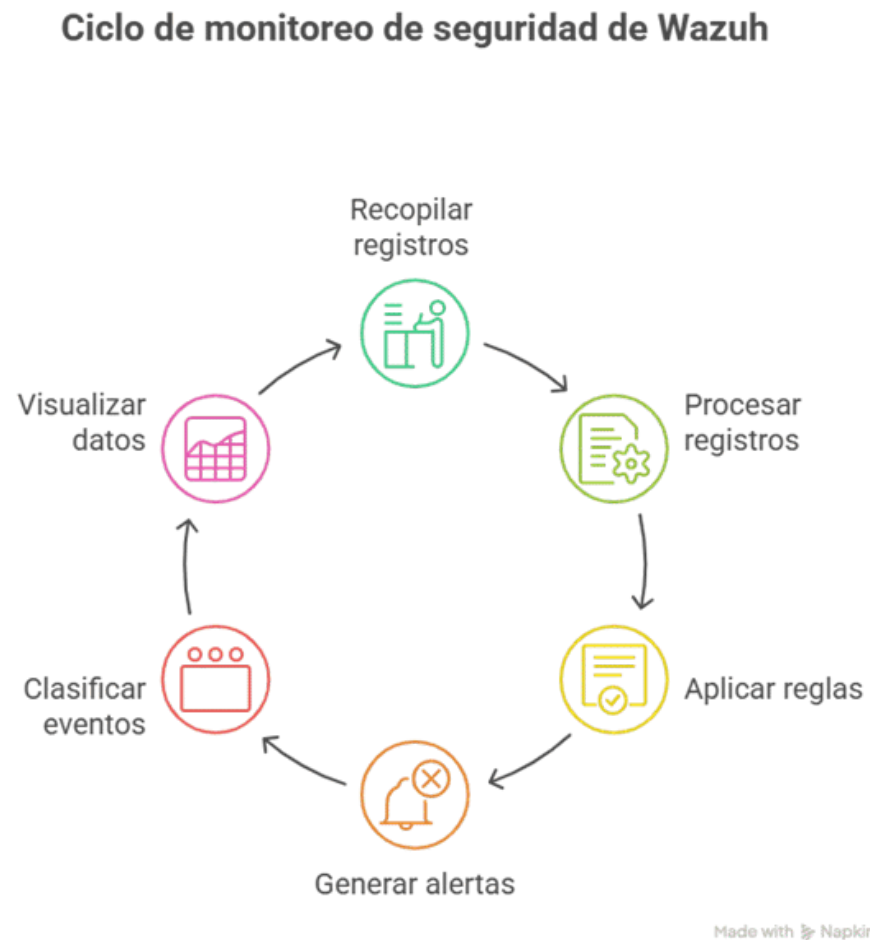 Ciclo de monitoreo de seguridad de Wazuh
Recopilar
registros
Procesar
registros
Aplicar reglas
Generar alertas
Clasificar
eventos
Visualizar
datos
Made with Napkin